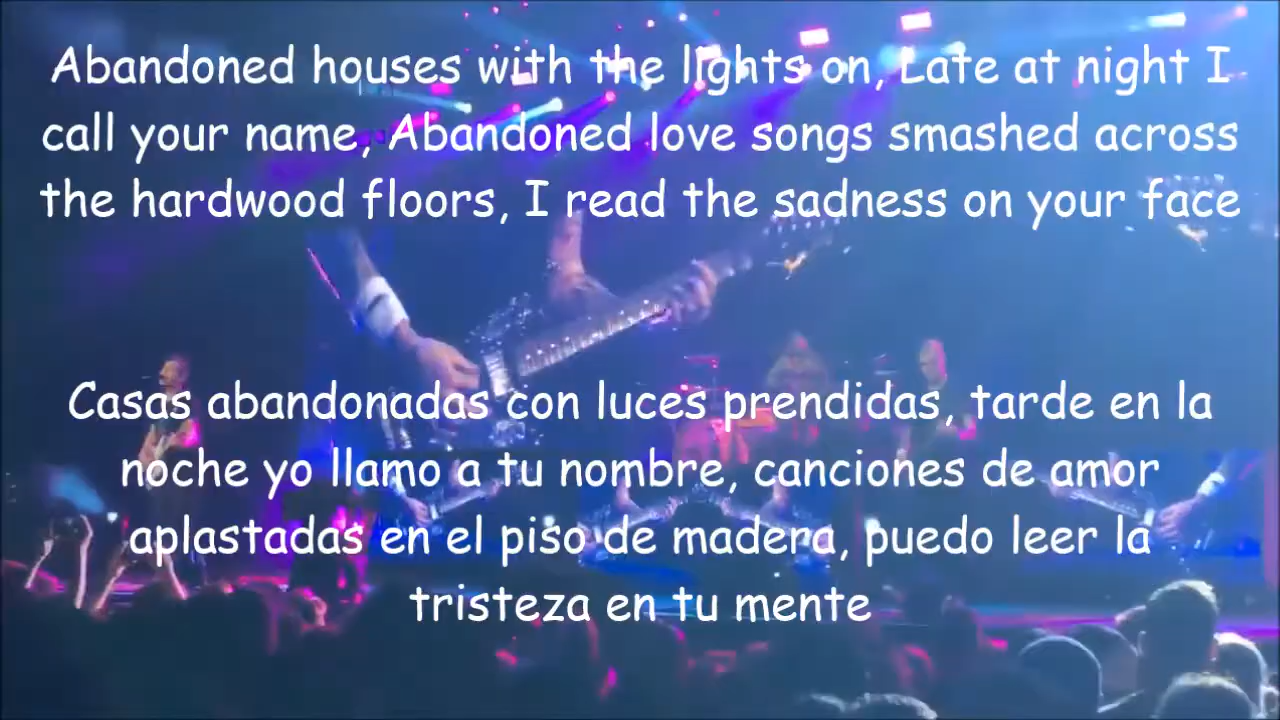 Abandoned houses with the lights on, Late at night I
call your name, Abandoned love songs smashed across
the hardwood floors, I read the sadness on your face
Casas abandonadas con luces prendidas, tarde en la
noche yo llamo a tu nombre, canciones de amor
aplastadas en el piso de madera, puedo leer la
tristeza en tu mente